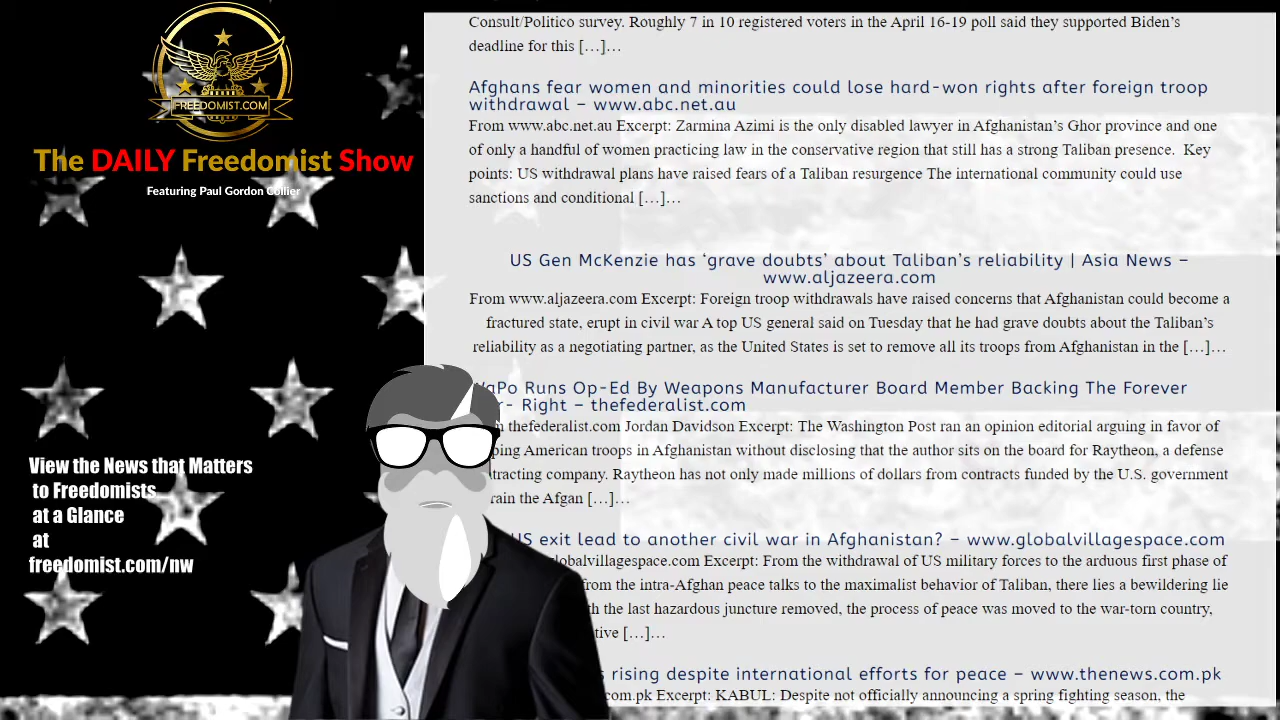 FREEDOMIST.COM
The DAILY Freedomist Show
Featuring Paul Gordon Collier
View the News that Matters
to Freedomists
at a Glance
at
freedomist.com/nw
Consult/Politico survey. Roughly 7 in 10 registered voters in the April 16-19 poll said they supported Biden’s
deadline for this […]…
Afghans fear women and minorities could lose hard-won rights after foreign troop
withdrawal – www.abc.net.au
From www.abc.net.au Excerpt: Zarmina Azimi is the only disabled lawyer in Afghanistan’s Ghor province and one
of only a handful of women practicing law in the conservative region that still has a strong Taliban presence.  Key
points: US withdrawal plans have raised fears of a Taliban resurgence The international community could use
sanctions and conditional […]…
US Gen McKenzie has ‘grave doubts’ about Taliban’s reliability | Asia News –
www.aljazeera.com
From www.aljazeera.com Excerpt: Foreign troop withdrawals have raised concerns that Afghanistan could become a
fractured state, erupt in civil war A top US general said on Tuesday that he had grave doubts about the Taliban’s
reliability as a negotiating partner, as the United States is set to remove all its troops from Afghanistan in the […]…
WaPo Runs Op-Ed By Weapons Manufacturer Board Member Backing The Forever
- Right – thefederalist.com
thefederalist.com Jordan Davidson Excerpt: The Washington Post ran an opinion editorial arguing in favor of
American troops in Afghanistan without disclosing that the author sits on the board for Raytheon, a defense
company. Raytheon has not only made millions of dollars from contracts funded by the U.S. government
the Afgan […]…
US exit lead to another civil war in Afghanistan? – www.globalvillagespace.com
Excerpt: From the withdrawal of US military forces to the arduous first phase of
from the intra-Afghan peace talks to the maximalist behavior of Taliban, there lies a bewildering lie
the last hazardous juncture removed, the process of peace was moved to the war-torn country,
[…]…
rising despite international efforts for peace – www.thenews.com.pk
Excerpt: KABUL: Despite not officially announcing a spring fighting season, the